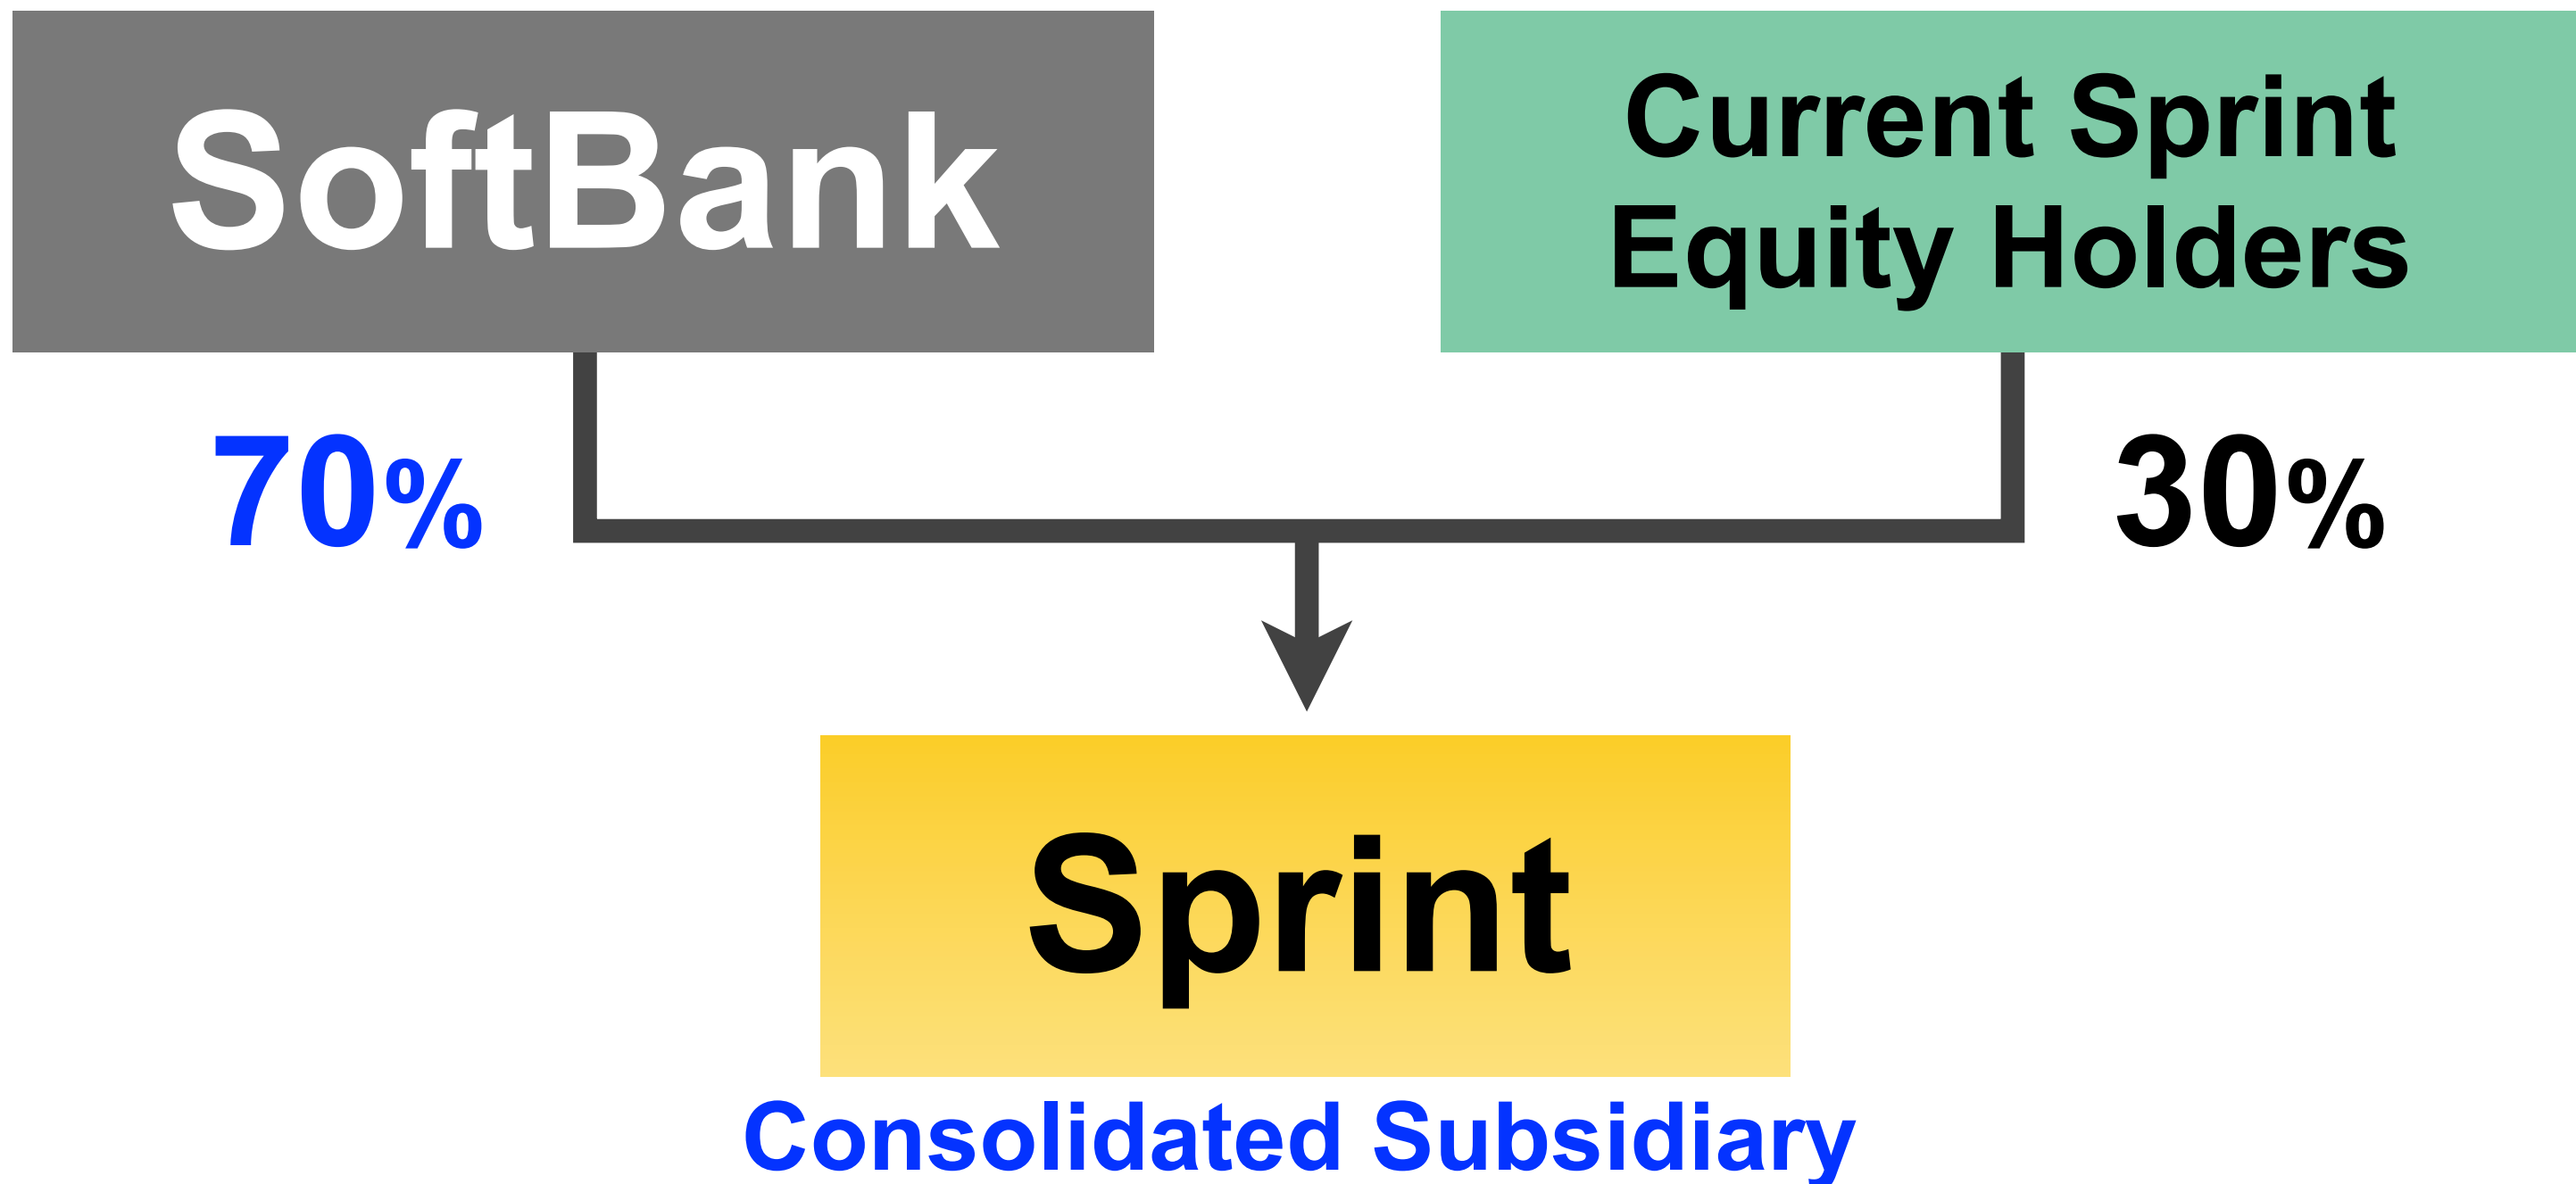 SoftBank
Current Sprint
Equity Holders
70%
30%
Sprint
Consolidated Subsidiary